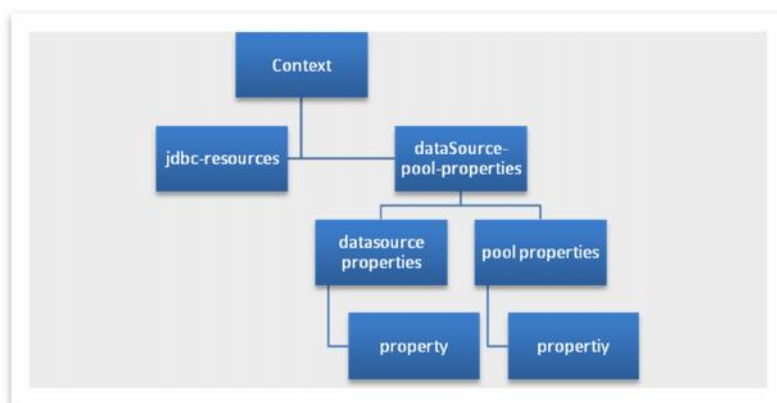 Context
jdbc-resources
dataSource-
pool-properties
datasource
properties
pool properties
property
propertiy